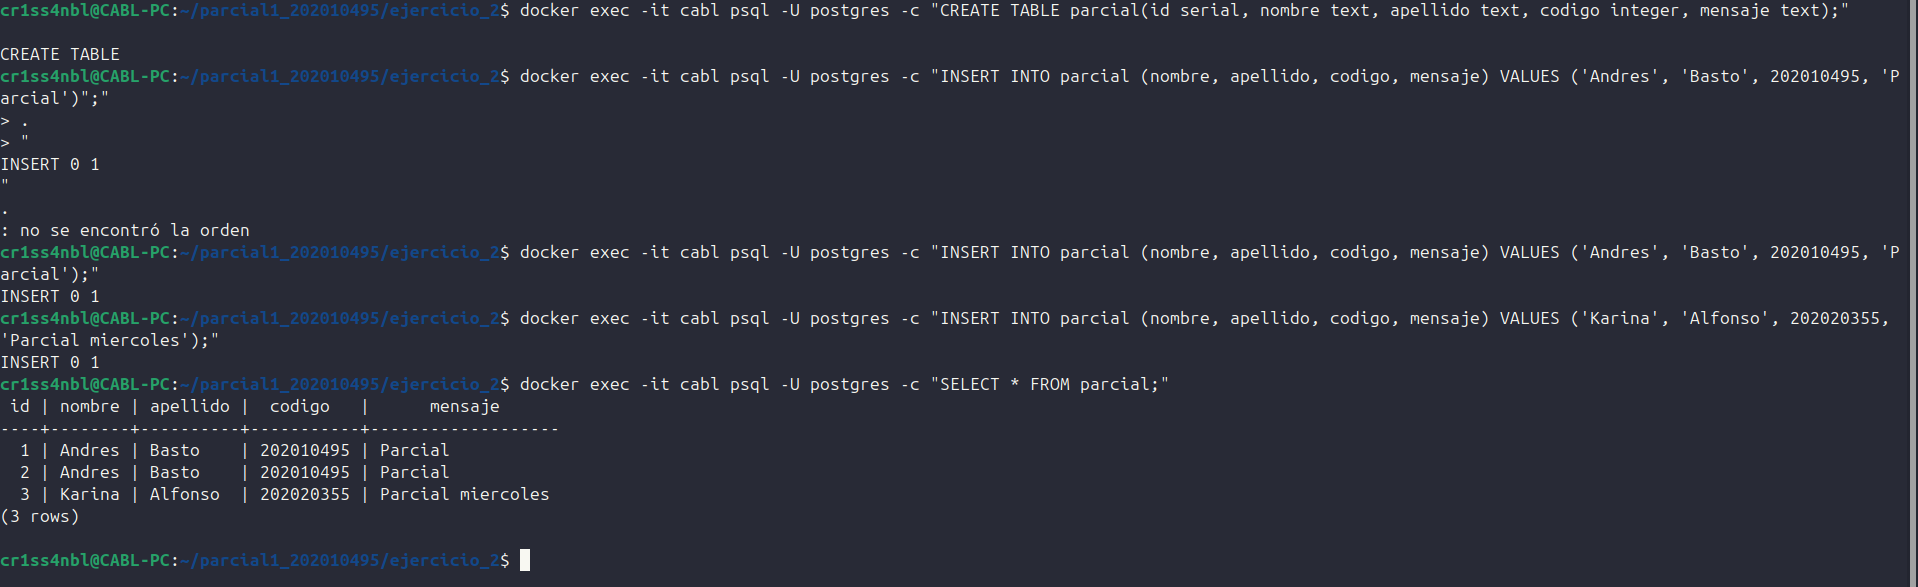 cr1ss4nbl@CABL-PC:~/parcial1_202010495/ejercicio_2$ docker exec -it cabl psql -U postgres -c "CREATE TABLE parcial(id serial, nombre text, apellido text, codigo integer, mensaje text);"
CREATE TABLE
cr1ss4nbl@CABL-PC:~/parcial1_202010495/ejercicio_2$ docker exec -it cabl psql -U postgres -c "INSERT INTO parcial (nombre, apellido, codigo, mensaje) VALUES ('Andres', 'Basto', 202010495, 'P
arcial')";"
> .
> "
INSERT 0 1
"
.
: no se encontró la orden
cr1ss4nbl@CABL-PC:~/parcial1_202010495/ejercicio_2$ docker exec -it cabl psql -U postgres -c "INSERT INTO parcial (nombre, apellido, codigo, mensaje) VALUES ('Andres', 'Basto', 202010495, 'P
arcial');"
INSERT 0 1
cr1ss4nbl@CABL-PC:~/parcial1_202010495/ejercicio_2$ docker exec -it cabl psql -U postgres -c "INSERT INTO parcial (nombre, apellido, codigo, mensaje) VALUES ('Karina', 'Alfonso', 202020355,
'Parcial miercoles');"
INSERT 0 1
cr1ss4nbl@CABL-PC:~/parcial1_202010495/ejercicio_2$ docker exec -it cabl psql -U postgres -c "SELECT * FROM parcial;"
 id | nombre | apellido |  codigo   |      mensaje
----+--------+----------+-----------+-------------------
  1 | Andres | Basto    | 202010495 | Parcial
  2 | Andres | Basto    | 202010495 | Parcial
  3 | Karina | Alfonso  | 202020355 | Parcial miercoles
(3 rows)
cr1ss4nbl@CABL-PC:~/parcial1_202010495/ejercicio_2$